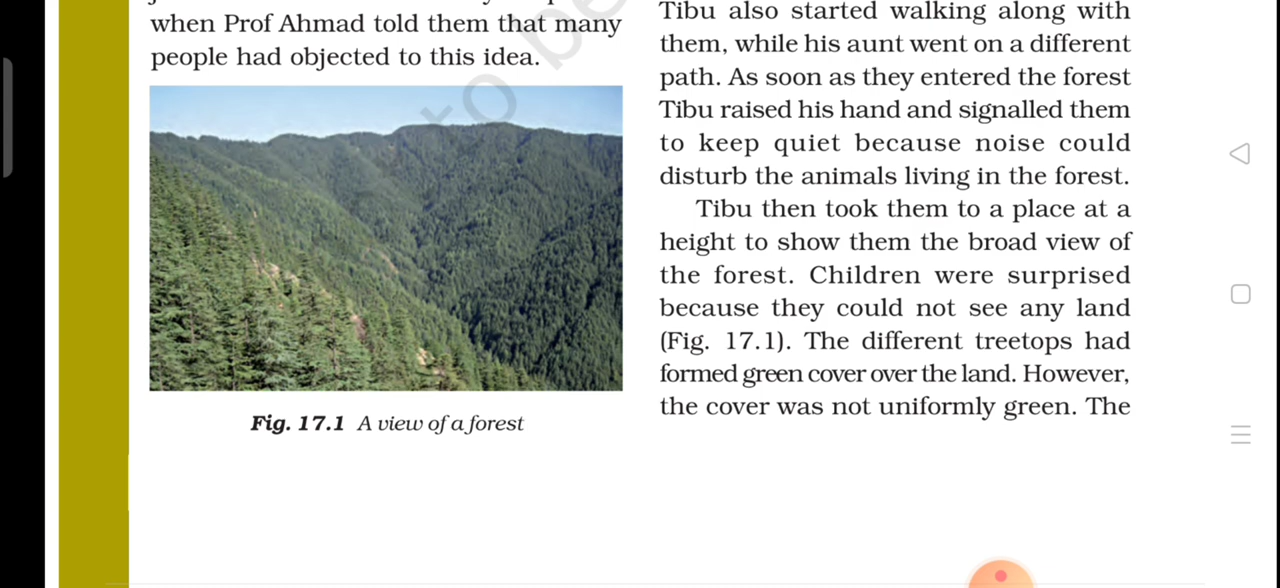 when Prof Ahmad told them that many
people had objected to this idea.
Fig. 17.1 A view of a forest
Tibu also started walking along with
them, while his aunt went on a different
path. As soon as they entered the forest
Tibu raised his hand and signalled them
to keep quiet because noise could
disturb the animals living in the forest.
Tibu then took them to a place at a
height to show them the broad view of
the forest. Children were surprised
because they could not see any land
(Fig. 17.1). The different treetops had
formed green cover over the land. However,
the cover was not uniformly green. The
to be